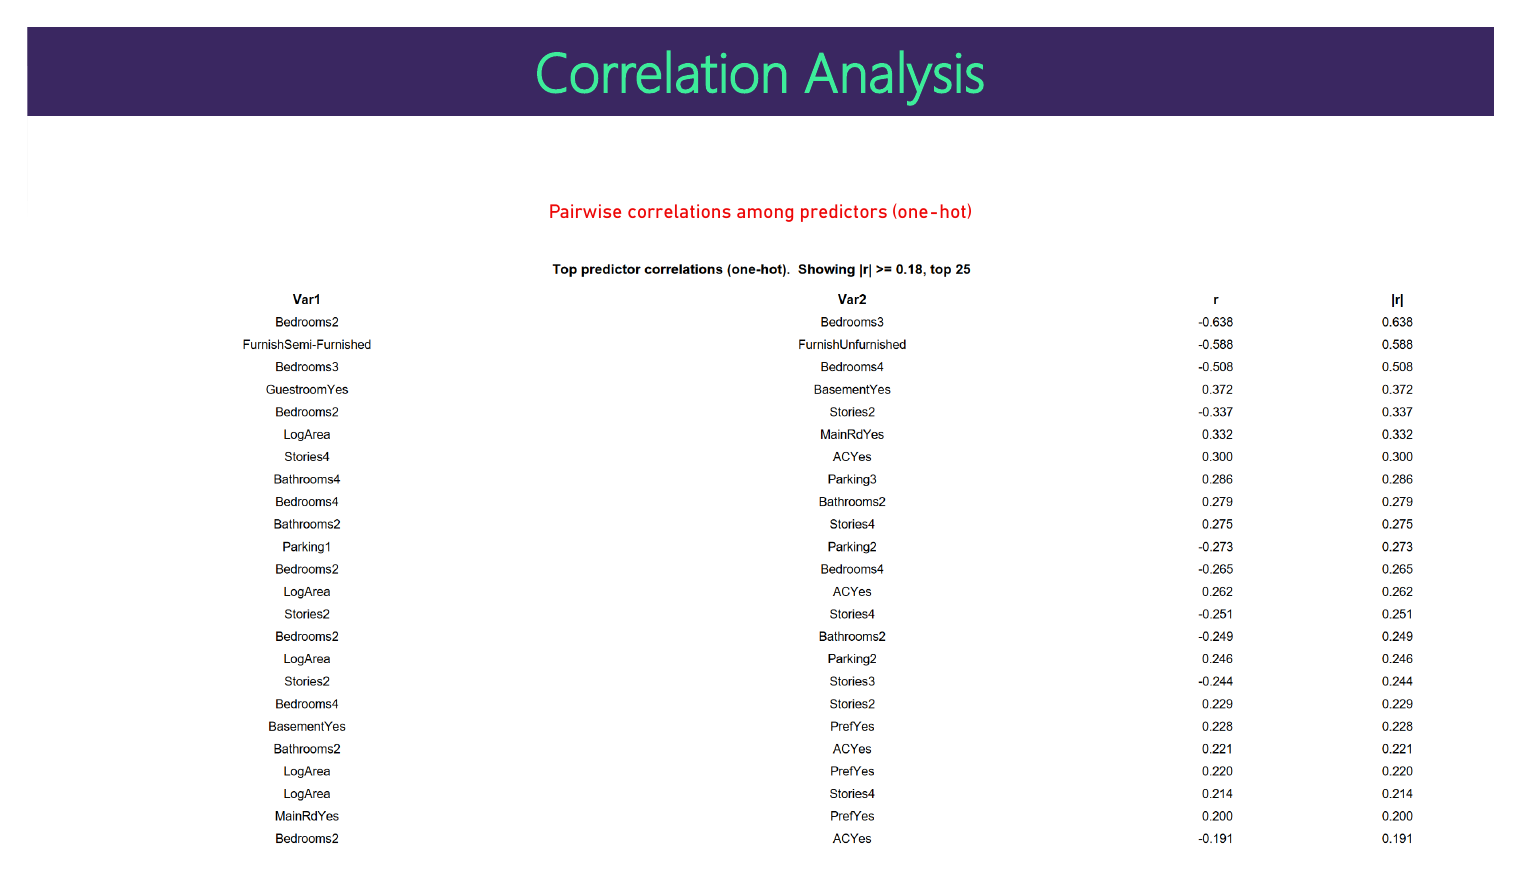 Correlation Analysis
Pairwise correlations among predictors (one-hot)
Top predictor correlations (one-hot).  Showing |r| >= 0.18, top 25
Var1 Var2 r |r|
Bedrooms2 Bedrooms3 -0.638 0.638
FurnishSemi-Furnished FurnishUnfurnished -0.588 0.588
Bedrooms3 Bedrooms4 -0.508 0.508
GuestroomYes BasementYes 0.372 0.372
Bedrooms2 Stories2 -0.337 0.337
LogArea MainRdYes 0.332 0.332
Stories4 ACYes 0.300 0.300
Bathrooms4 Parking3 0.286 0.286
Bedrooms4 Bathrooms2 0.279 0.279
Bathrooms2 Stories4 0.275 0.275
Parking1 Parking2 -0.273 0.273
Bedrooms2 Bedrooms4 -0.265 0.265
LogArea ACYes 0.262 0.262
Stories2 Stories4 -0.251 0.251
Bedrooms2 Bathrooms2 -0.249 0.249
LogArea Parking2 0.246 0.246
Stories2 Stories3 -0.244 0.244
Bedrooms4 Stories2 0.229 0.229
BasementYes PrefYes 0.228 0.228
Bathrooms2 ACYes 0.221 0.221
LogArea PrefYes 0.220 0.220
LogArea Stories4 0.214 0.214
MainRdYes PrefYes 0.200 0.200
Bedrooms2 ACYes -0.191 0.191